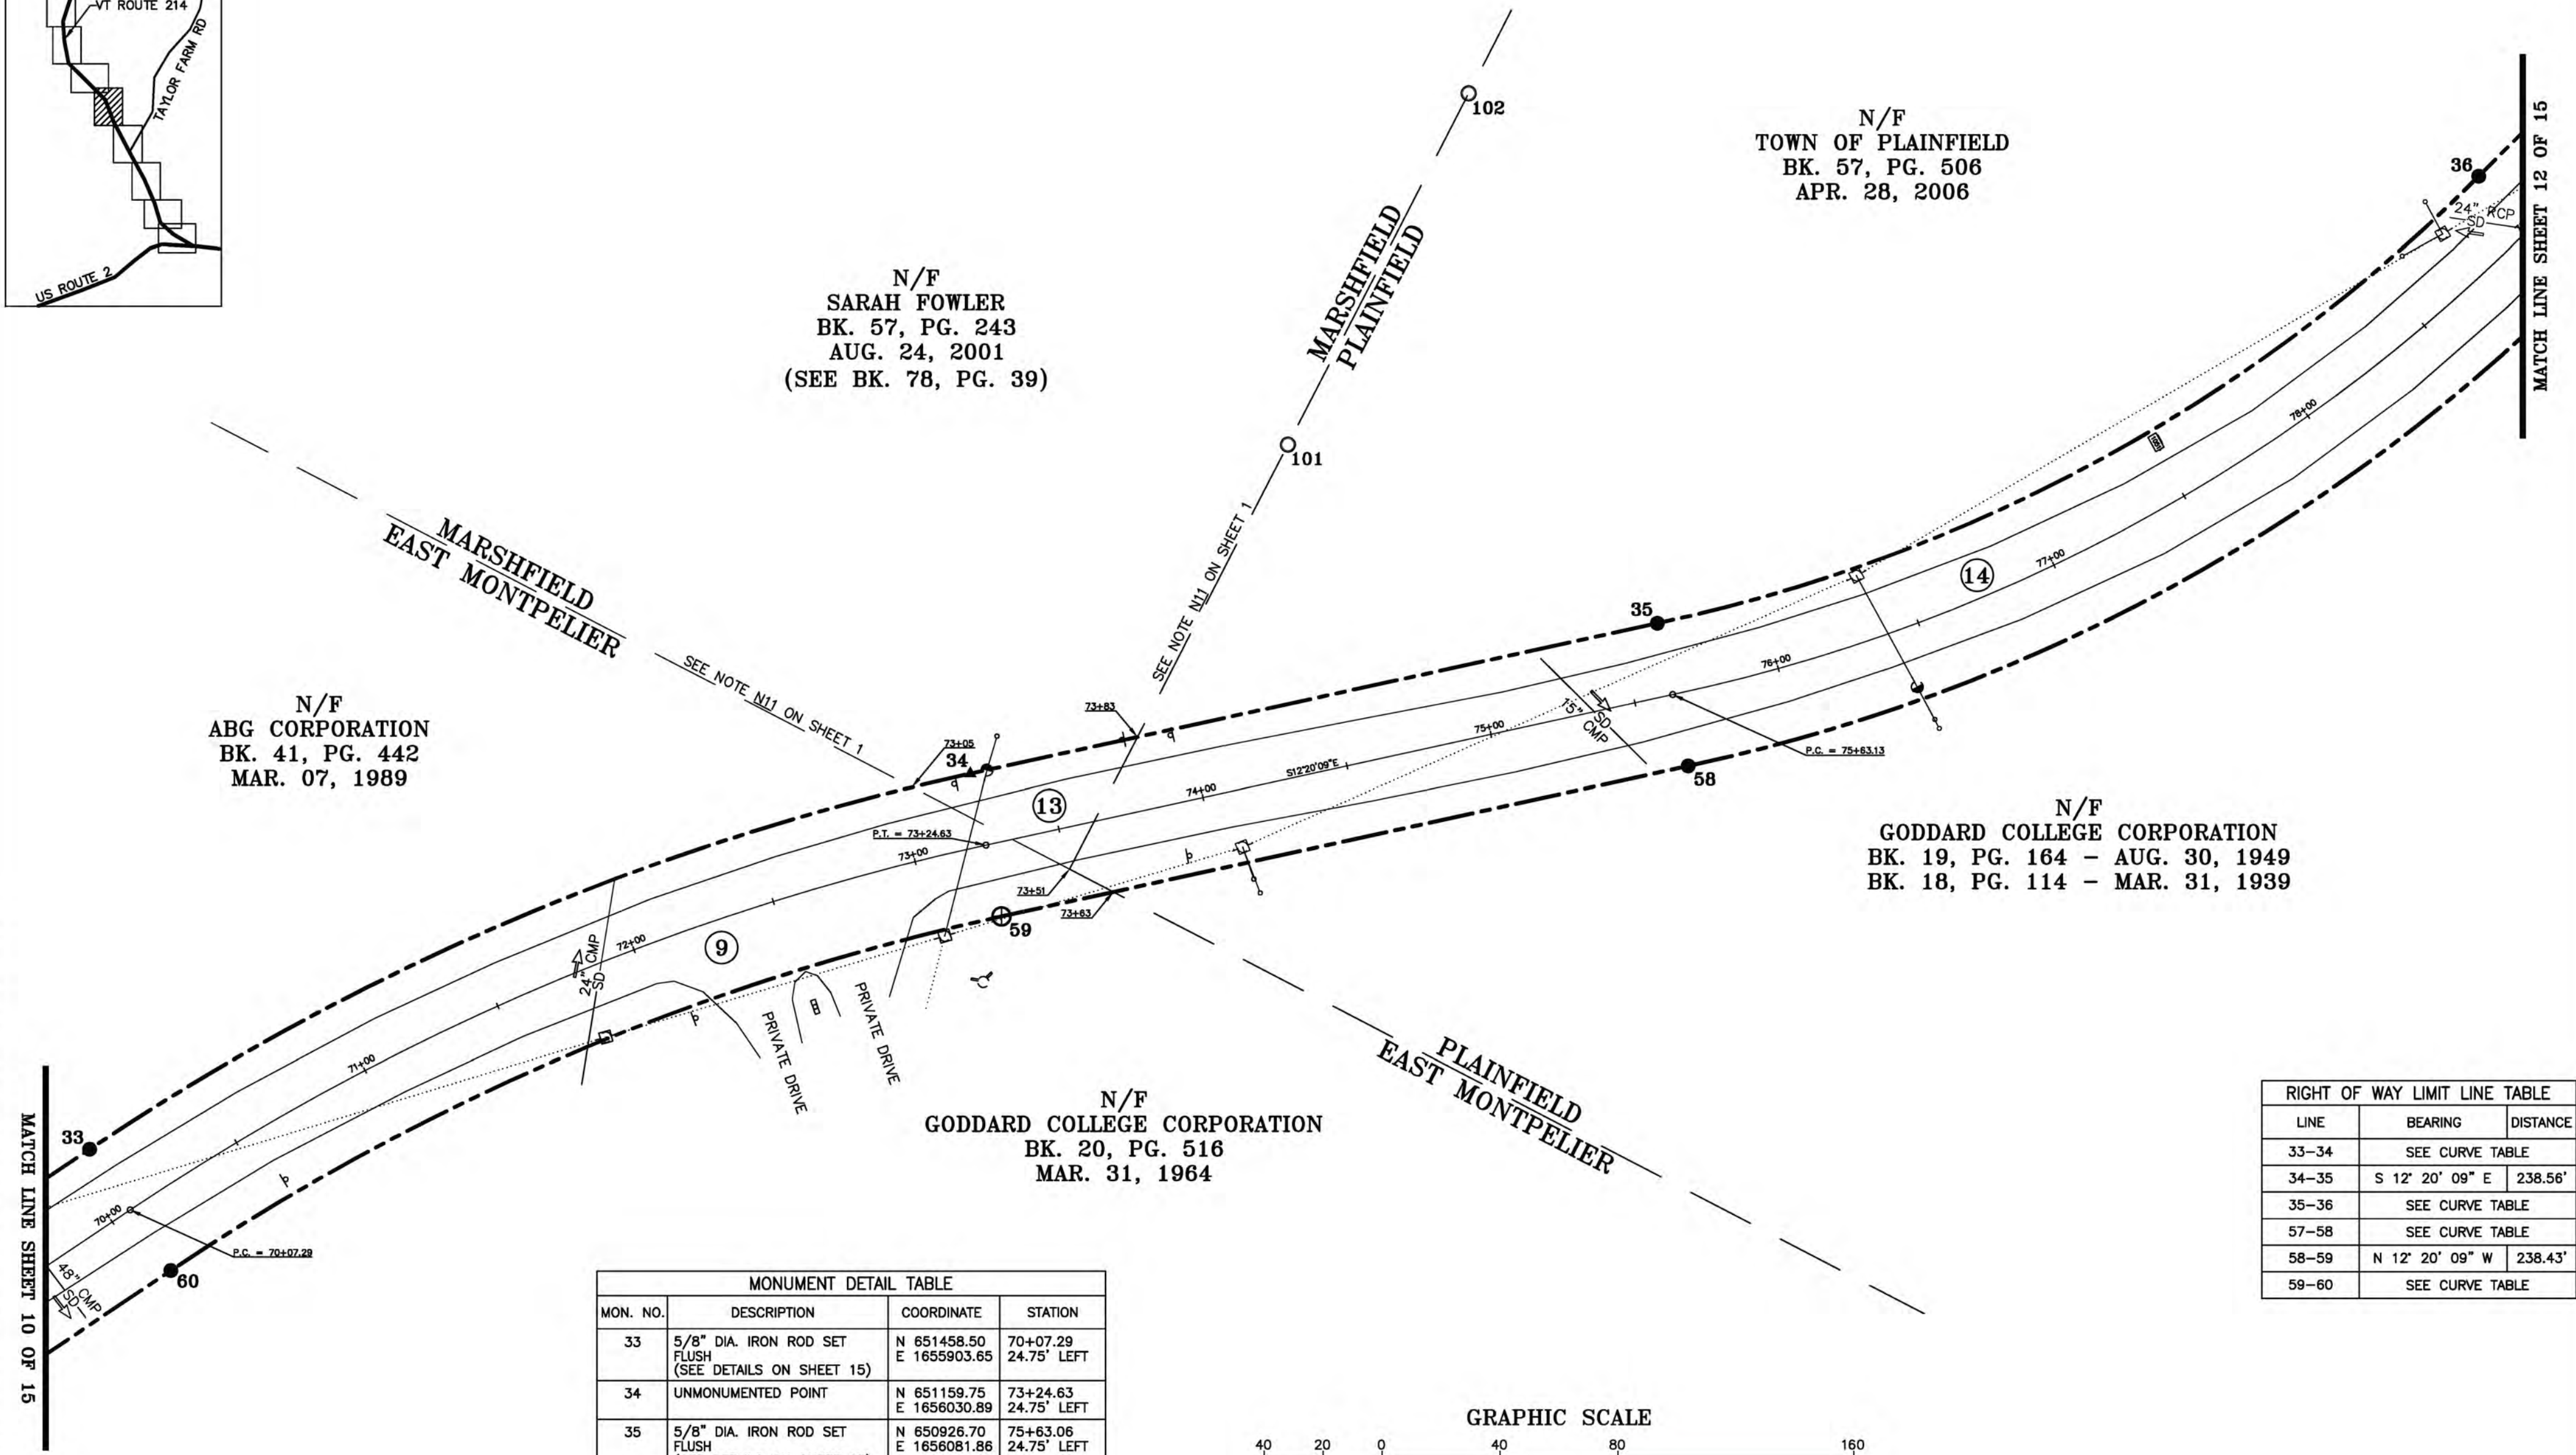 VT ROUTE 214
TAYLOR FARM RD
US ROUTE 2
N/F
SARAH FOWLER
BK. 57, PG. 243
AUG. 24, 2001
(SEE BK. 78, PG. 39)
102
101
MARSHFIELD
PLAINFIELD
SEE NOTE N11 ON SHEET 1
N/F
TOWN OF PLAINFIELD
BK. 57, PG. 506
APR. 28, 2006
36
24" RCP
SD
MATCH LINE SHEET 12 OF 15
MARSHFIELD
EAST MONTPELIER
SEE NOTE N11 ON SHEET 1
N/F
ABG CORPORATION
BK. 41, PG. 442
MAR. 07, 1989
73+05
34
73+83
35
13
14
9
P.T. = 73+24.63
73+51
73+63
59
58
15" CMP
SD
P.C. = 75+63.13
S12°20'09"E
70+00
71+00
72+00
73+00
74+00
75+00
76+00
77+00
78+00
24" CMP
SD
PRIVATE DRIVE
PRIVATE DRIVE
N/F
GODDARD COLLEGE CORPORATION
BK. 19, PG. 164 - AUG. 30, 1949
BK. 18, PG. 114 - MAR. 31, 1939
33
60
P.C. = 70+07.29
48" CMP
SD
MATCH LINE SHEET 10 OF 15
N/F
GODDARD COLLEGE CORPORATION
BK. 20, PG. 516
MAR. 31, 1964
PLAINFIELD
EAST MONTPELIER
RIGHT OF WAY LIMIT LINE TABLE
LINE BEARING DISTANCE
33-34 SEE CURVE TABLE
34-35 S 12° 20' 09" E 238.56'
35-36 SEE CURVE TABLE
57-58 SEE CURVE TABLE
58-59 N 12° 20' 09" W 238.43'
59-60 SEE CURVE TABLE
MONUMENT DETAIL TABLE
MON. NO. DESCRIPTION COORDINATE STATION
33 5/8" DIA. IRON ROD SET N 651458.50 70+07.29
FLUSH E 1655903.65 24.75' LEFT
(SEE DETAILS ON SHEET 15)
34 UNMONUMENTED POINT N 651159.75 73+24.63
E 1656030.89 24.75' LEFT
35 5/8" DIA. IRON ROD SET N 650926.70 75+63.06
FLUSH E 1656081.86 24.75' LEFT
GRAPHIC SCALE
40 20 0 40 80 160